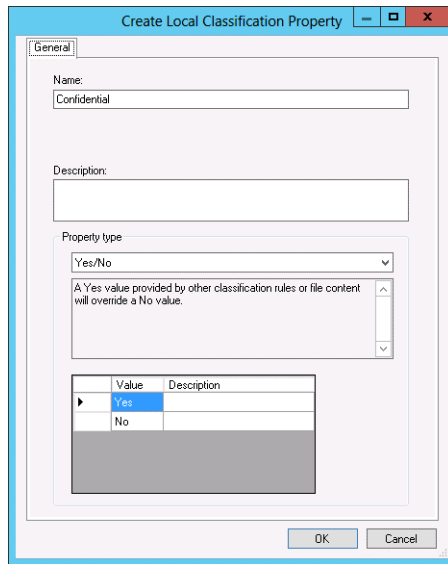 Create Local Classification Property
General
Name:
Confidential
Description:
Property type
Yes/No
A Yes value provided by other classification rules or file content
will override a No value.
Value Description
Yes
No
OK Cancel